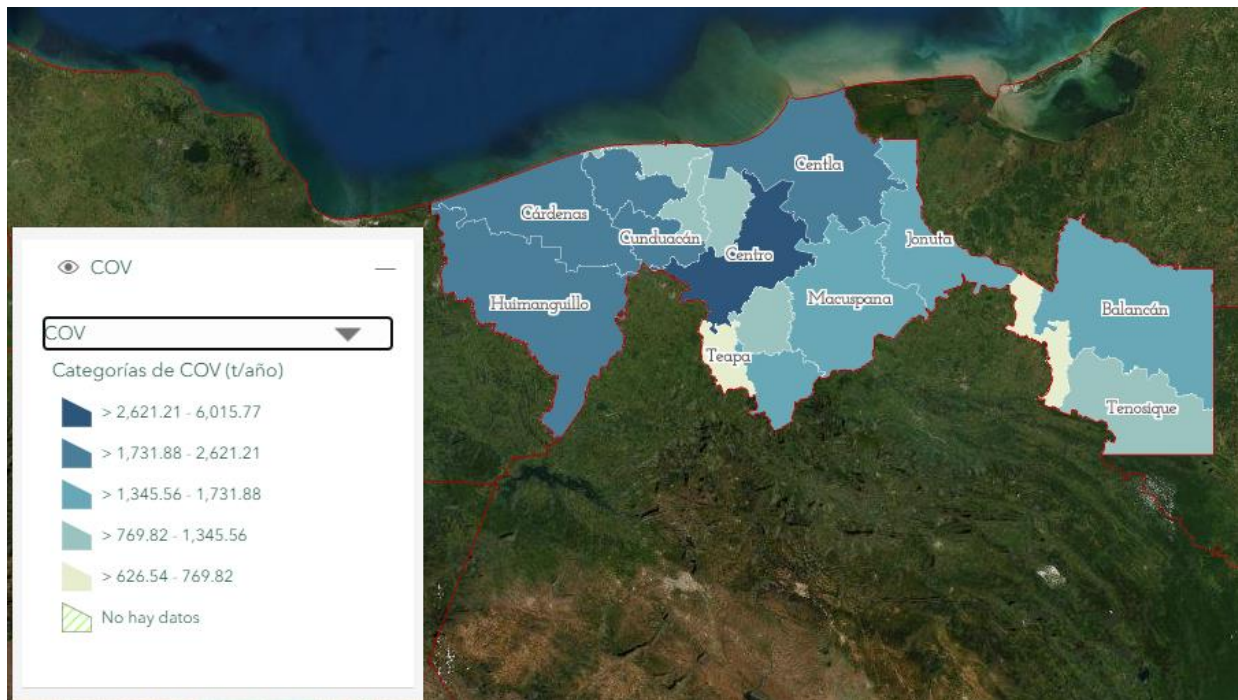 COV
COV
Categorías de COV (t/año)
> 2,621.21 - 6,015.77
> 1,731.88 - 2,621.21
> 1,345.56 - 1,731.88
> 769.82 - 1,345.56
> 626.54 - 769.82
No hay datos
Centla
Cárdenas
Cunduacán
Jonuta
Centro
Huimanguillo
Macuspana
Balancán
Teapa
Tenosique